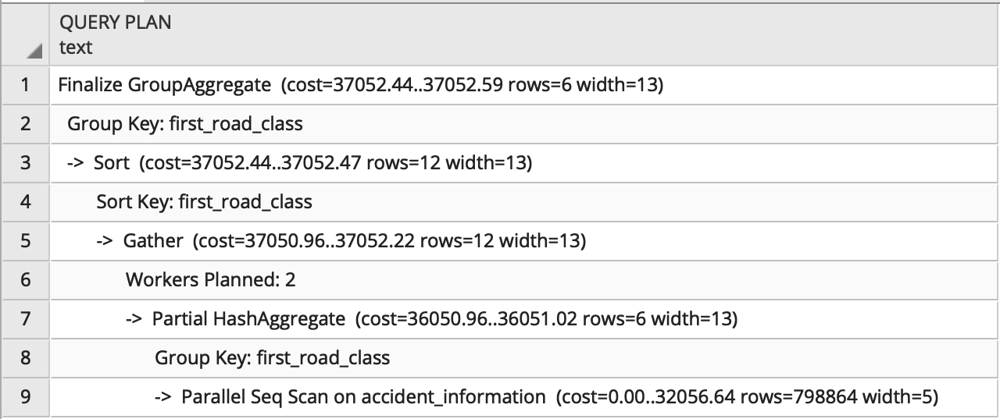 QUERY PLAN
text
1 Finalize GroupAggregate (cost=37052.44..37052.59 rows=6 width=13)
2 Group Key: first_road_class
3 -> Sort (cost=37052.44..37052.47 rows=12 width=13)
4 Sort Key: first_road_class
5 -> Gather (cost=37050.96..37052.22 rows=12 width=13)
6 Workers Planned: 2
7 -> Partial HashAggregate (cost=36050.96..36051.02 rows=6 width=13)
8 Group Key: first_road_class
9 -> Parallel Seq Scan on accident_information (cost=0.00..32056.64 rows=798864 width=5)